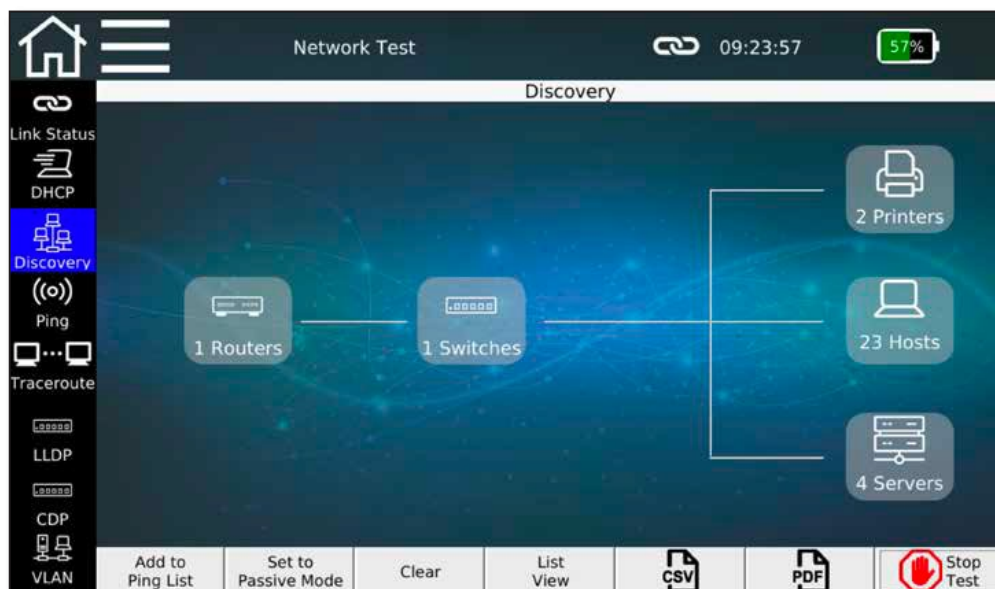 Network Test
09:23:57
57%
Discovery
Link Status
DHCP
Discovery
Ping
Traceroute
LLDP
CDP
VLAN
1 Routers
1 Switches
2 Printers
23 Hosts
4 Servers
Add to
Ping List
Set to
Passive Mode
Clear
List
View
CSV
PDF
Stop
Test